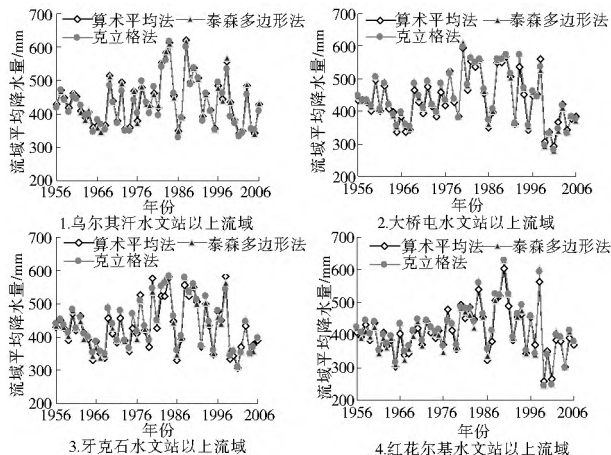 算术平均法 泰森多边形法
克立格法
流域平均降水量/mm
700
600
500
400
300
200
1956 1966 1976 1986 1996 2006
年份
1.乌尔其汗水文站以上流域
算术平均法 泰森多边形法
克立格法
流域平均降水量/mm
700
600
500
400
300
200
1956 1966 1976 1986 1996 2006
年份
2.大桥屯水文站以上流域
算术平均法 泰森多边形法
克立格法
流域平均降水量/mm
700
600
500
400
300
200
1956 1966 1976 1986 1996 2006
年份
3.牙克石水文站以上流域
算术平均法 泰森多边形法
克立格法
流域平均降水量/mm
700
600
500
400
300
200
1956 1966 1976 1986 1996 2006
年份
4.红花尔基水文站以上流域